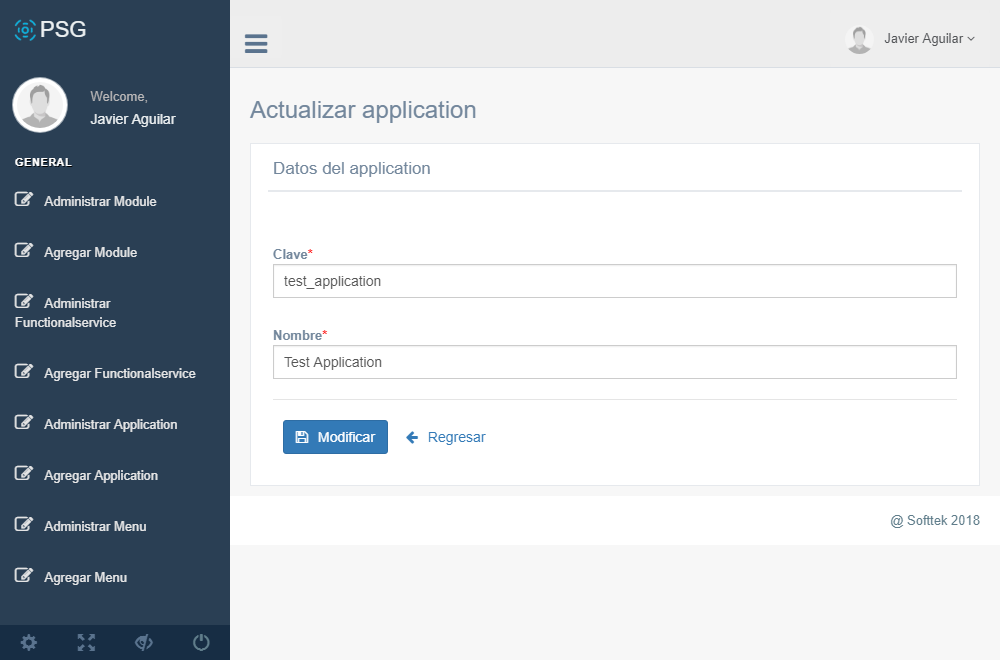 PSG
Welcome,
Javier Aguilar
GENERAL
Administrar Module
Agregar Module
Administrar
Functionalservice
Agregar Functionalservice
Administrar Application
Agregar Application
Administrar Menu
Agregar Menu
Javier Aguilar
Actualizar application
Datos del application
Clave*
test_application
Nombre*
Test Application
Modificar Regresar
@ Softtek 2018